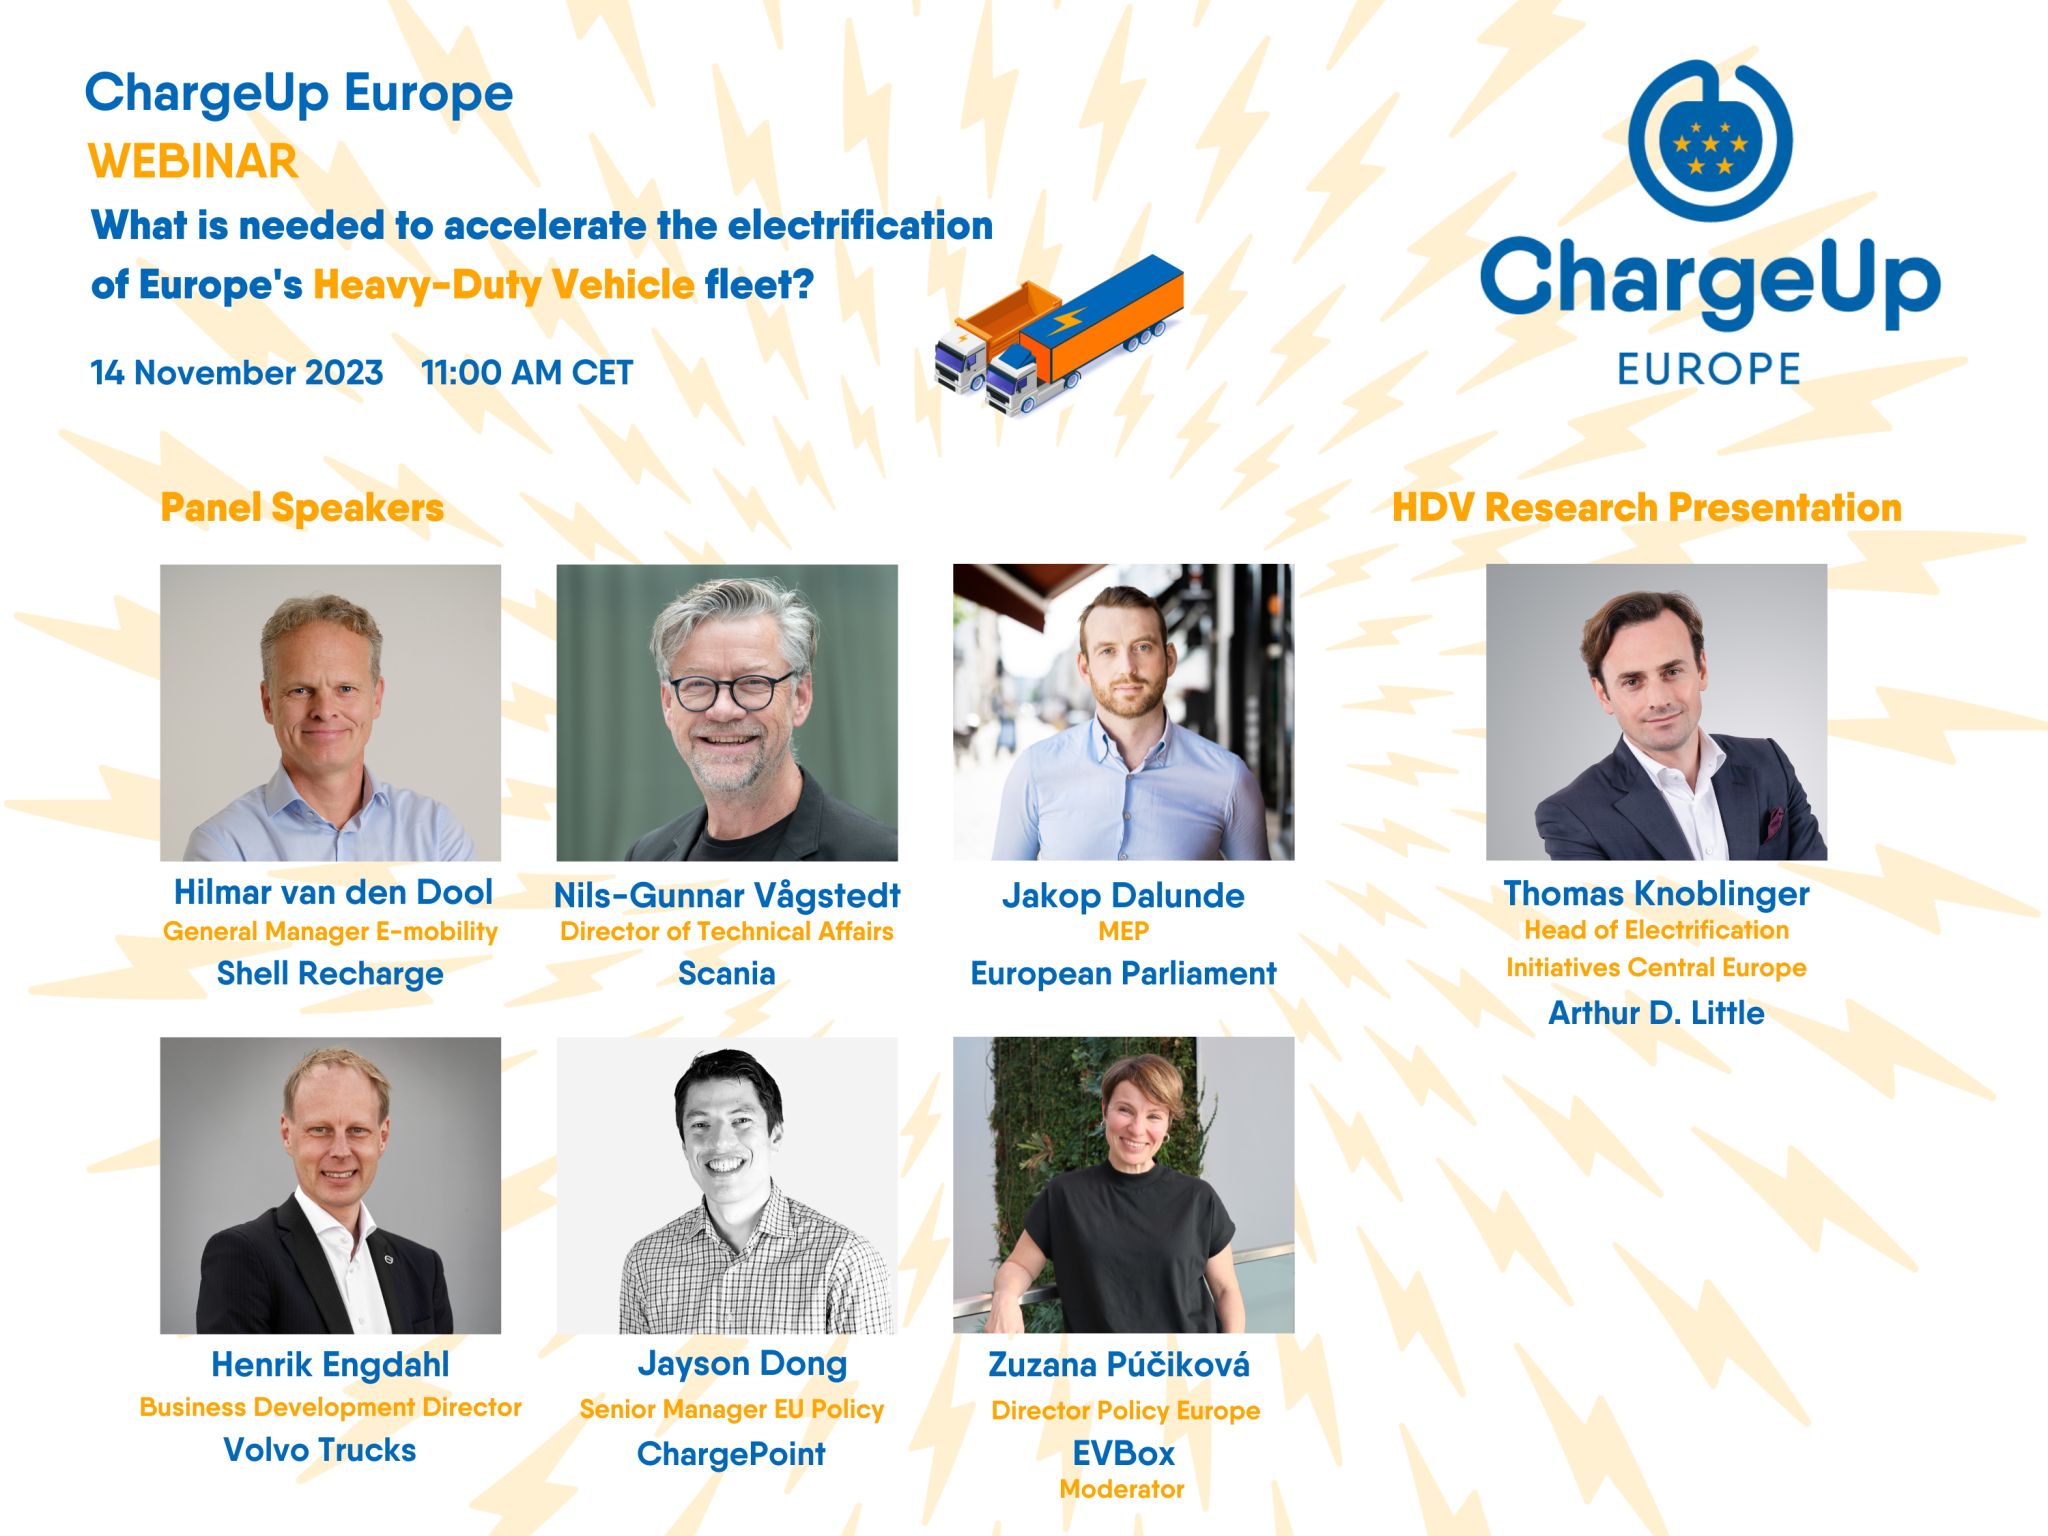 ChargeUp Europe
WEBINAR
What is needed to accelerate the electrification
of Europe's Heavy-Duty Vehicle fleet?
14 November 2023 11:00 AM CET
ChargeUp
EUROPE
Panel Speakers
HDV Research Presentation
Hilmar van den Dool
General Manager E-mobility
Shell Recharge
Nils-Gunnar Vågstedt
Director of Technical Affairs
Scania
Jakop Dalunde
MEP
European Parliament
Thomas Knoblinger
Head of Electrification
Initiatives Central Europe
Arthur D. Little
Henrik Engdahl
Business Development Director
Volvo Trucks
Jayson Dong
Senior Manager EU Policy
ChargePoint
Zuzana Púčiková
Director Policy Europe
EVBox
Moderator